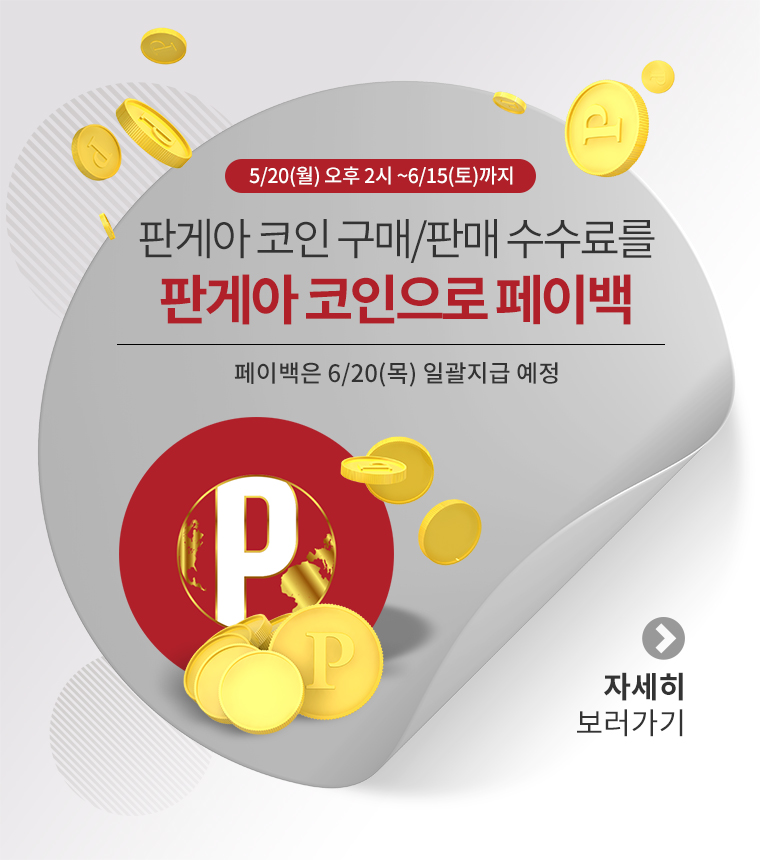 5/20(월) 오후 2시 ~6/15(토)까지
판게아 코인 구매/판매 수수료를
판게아 코인으로 페이백
페이백은 6/20(목) 일괄지급 예정
P
P
자세히
보러가기